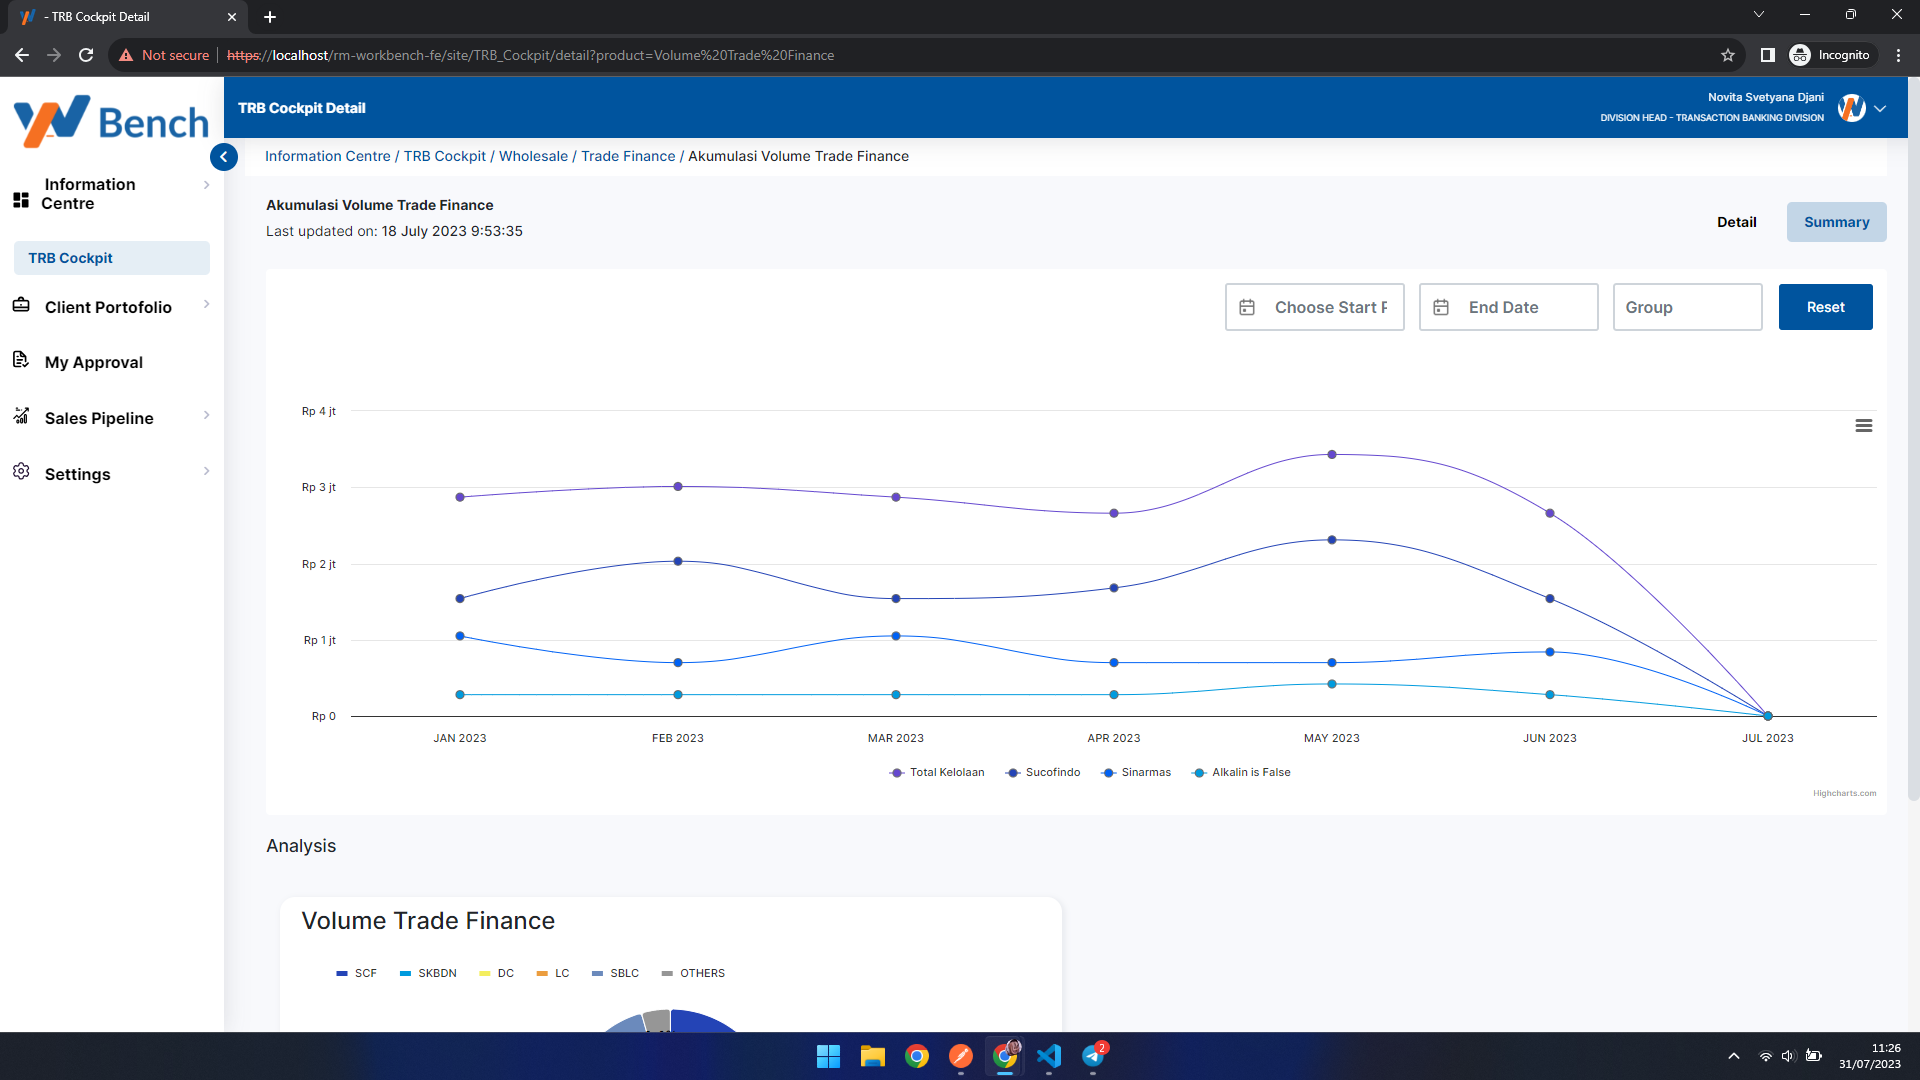 - TRB Cockpit Detail
Not secure https://localhost/rm-workbench-fe/site/TRB_Cockpit/detail?product=Volume%20Trade%20Finance Incognito
Bench
TRB Cockpit Detail
Novita Svetyana Djani
DIVISION HEAD - TRANSACTION BANKING DIVISION
Information Centre / TRB Cockpit / Wholesale / Trade Finance / Akumulasi Volume Trade Finance
Information
Centre
TRB Cockpit
Client Portofolio
My Approval
Sales Pipeline
Settings
Akumulasi Volume Trade Finance
Last updated on: 18 July 2023 9:53:35
Detail Summary
Choose Start End Date Group Reset
Rp 4 jt
Rp 3 jt
Rp 2 jt
Rp 1 jt
Rp 0
JAN 2023 FEB 2023 MAR 2023 APR 2023 MAY 2023 JUN 2023 JUL 2023
Total Kelolaan Sucofindo Sinarmas Alkalin is False
Highcharts.com
Analysis
Volume Trade Finance
SCF SKBDN DC LC SBLC OTHERS
2
11:26
31/07/2023